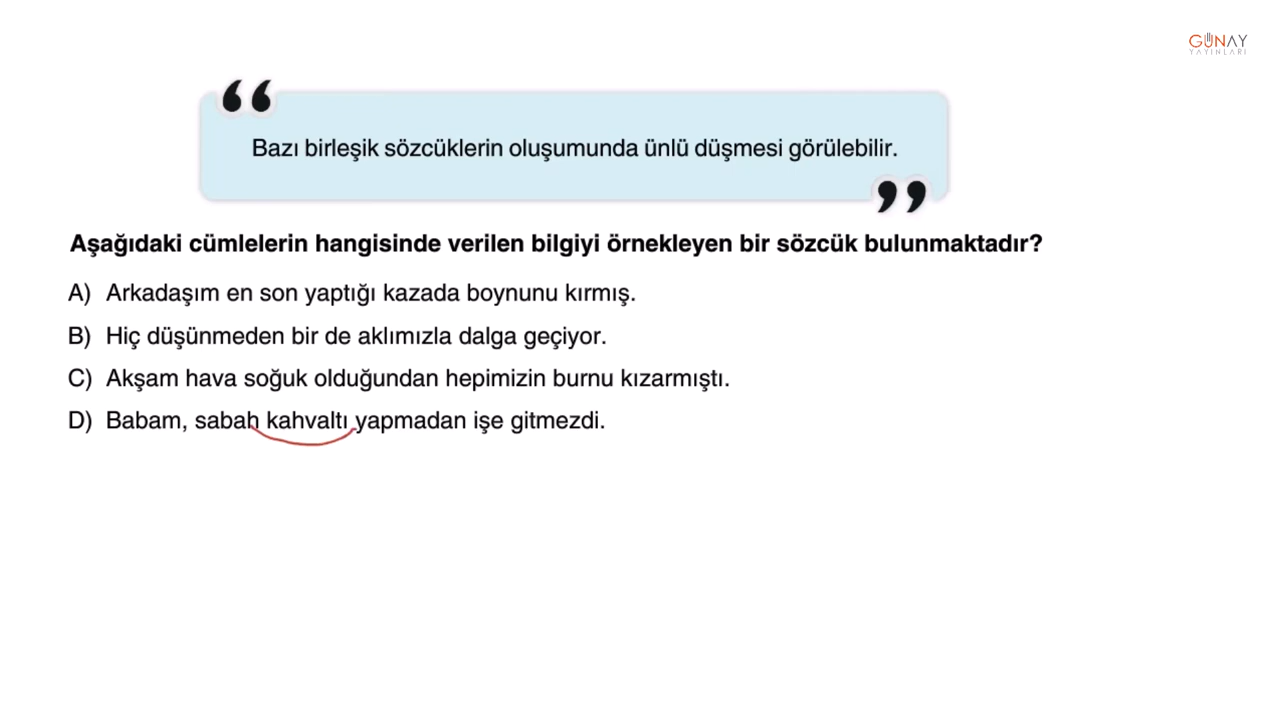 GÜNAY
YAYINLARI
“
Bazı birleşik sözcüklerin oluşumunda ünlü düşmesi görülebilir.
”
Aşağıdaki cümlelerin hangisinde verilen bilgiyi örnekleyen bir sözcük bulunmaktadır?
A) Arkadaşım en son yaptığı kazada boynunu kırmış.
B) Hiç düşünmeden bir de aklımızla dalga geçiyor.
C) Akşam hava soğuk olduğundan hepimizin burnu kızarmıştı.
D) Babam, sabah kahvaltı yapmadan işe gitmezdi.